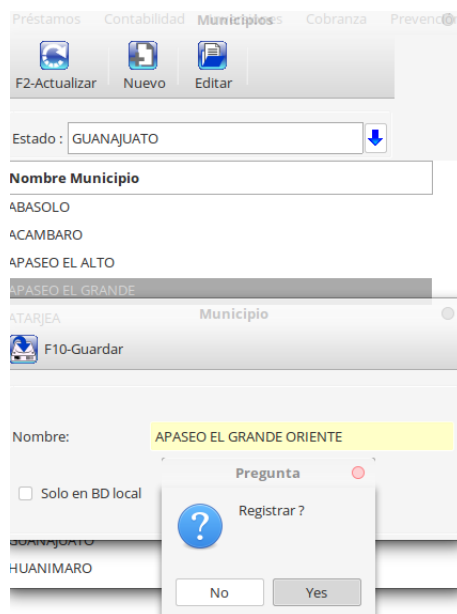 Préstamos Contabilidad Municipios Cobranza Prevención
F2-Actualizar Nuevo Editar
Estado : GUANAJUATO
Nombre Municipio
ABASOLO
ACAMBARO
APASEO EL ALTO
APASEO EL GRANDE
ATARJEA
Municipio
F10-Guardar
Nombre: APASEO EL GRANDE ORIENTE
Solo en BD local
Pregunta
Registrar ?
No Yes
GUANAJUATO
HUANIMARO